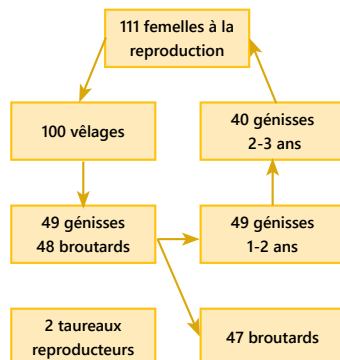 111 femelles à la
reproduction
100 vêlages
40 génisses
2-3 ans
49 génisses
48 broutards
49 génisses
1-2 ans
2 taureaux
reproducteurs
47 broutards